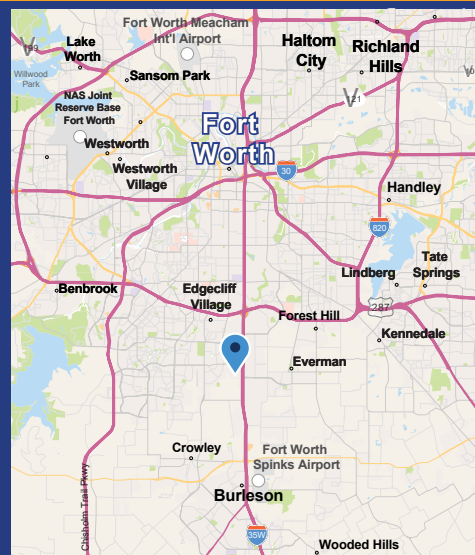 Fort Worth Meacham
Int'l Airport
Lake
Worth
199
Haltom
City
Richland
Hills
Willwood
Park
Sansom Park
NAS Joint
Reserve Base
Fort Worth
121
Fort
Worth
Westworth
Westworth
Village
30
Handley
820
Tate
Springs
Lindberg
Benbrook
Edgecliff
Village
287
Forest Hill
Kennedale
Everman
Crowley
Fort Worth
Spinks Airport
Burleson
Chisholm Trail Pkwy
35W
Wooded Hills